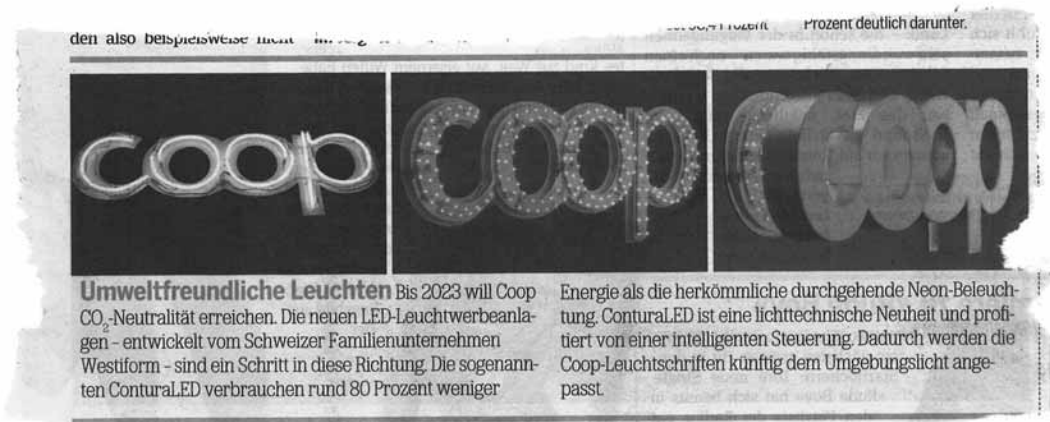 Prozent deutlich darunter.
den also beispielsweise nicht
coop
coop
coop
Umweltfreundliche Leuchten Bis 2023 will Coop
CO2-Neutralität erreichen. Die neuen LED-Leuchtwerbeanla-
gen – entwickelt vom Schweizer Familienunternehmen
Westiform – sind ein Schritt in diese Richtung. Die sogenann-
ten ConturaLED verbrauchen rund 80 Prozent weniger
Energie als die herkömmliche durchgehende Neon-Beleuch-
tung. ConturaLED ist eine lichttechnische Neuheit und profi-
tiert von einer intelligenten Steuerung. Dadurch werden die
Coop-Leuchtschriften künftig dem Umgebungslicht ange-
passt.